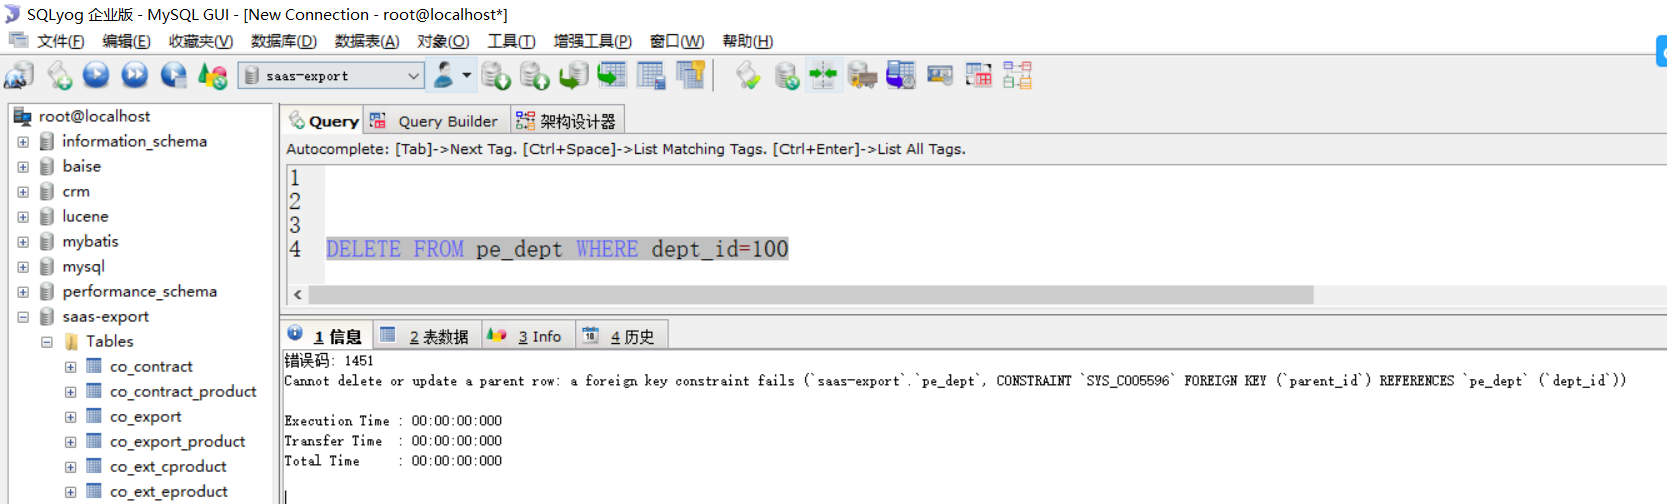 SQLyog 企业版 - MySQL GUI - [New Connection - root@localhost*]
文件(F) 编辑(E) 收藏夹(V) 数据库(D) 数据表(A) 对象(O) 工具(T) 增强工具(P) 窗口(W) 帮助(H)
saas-export
root@localhost
information_schema
baise
crm
lucene
mybatis
mysql
performance_schema
saas-export
Tables
co_contract
co_contract_product
co_export
co_export_product
co_ext_cproduct
co_ext_eproduct
Query Query Builder 架构设计器
Autocomplete: [Tab]->Next Tag. [Ctrl+Space]->List Matching Tags. [Ctrl+Enter]->List All Tags.
1
2
3
4 DELETE FROM pe_dept WHERE dept_id=100
1 信息 2 表数据 3 Info 18 4 历史
错误码: 1451
Cannot delete or update a parent row: a foreign key constraint fails (`saas-export`.`pe_dept`, CONSTRAINT `SYS_C005596` FOREIGN KEY (`parent_id`) REFERENCES `pe_dept` (`dept_id`))
Execution Time : 00:00:00:000
Transfer Time : 00:00:00:000
Total Time : 00:00:00:000